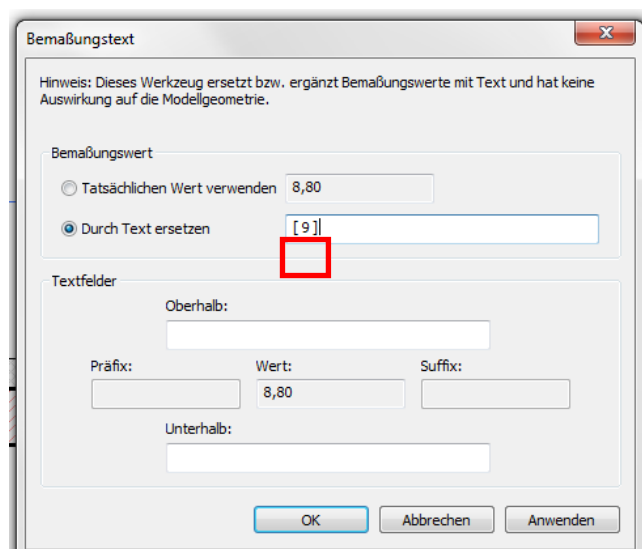 Bemaßungstext
Hinweis: Dieses Werkzeug ersetzt bzw. ergänzt Bemaßungswerte mit Text und hat keine
Auswirkung auf die Modellgeometrie.
Bemaßungswert
Tatsächlichen Wert verwenden 8,80
Durch Text ersetzen [9]
Textfelder
Oberhalb:
Präfix: Wert: Suffix:
8,80
Unterhalb:
OK Abbrechen Anwenden